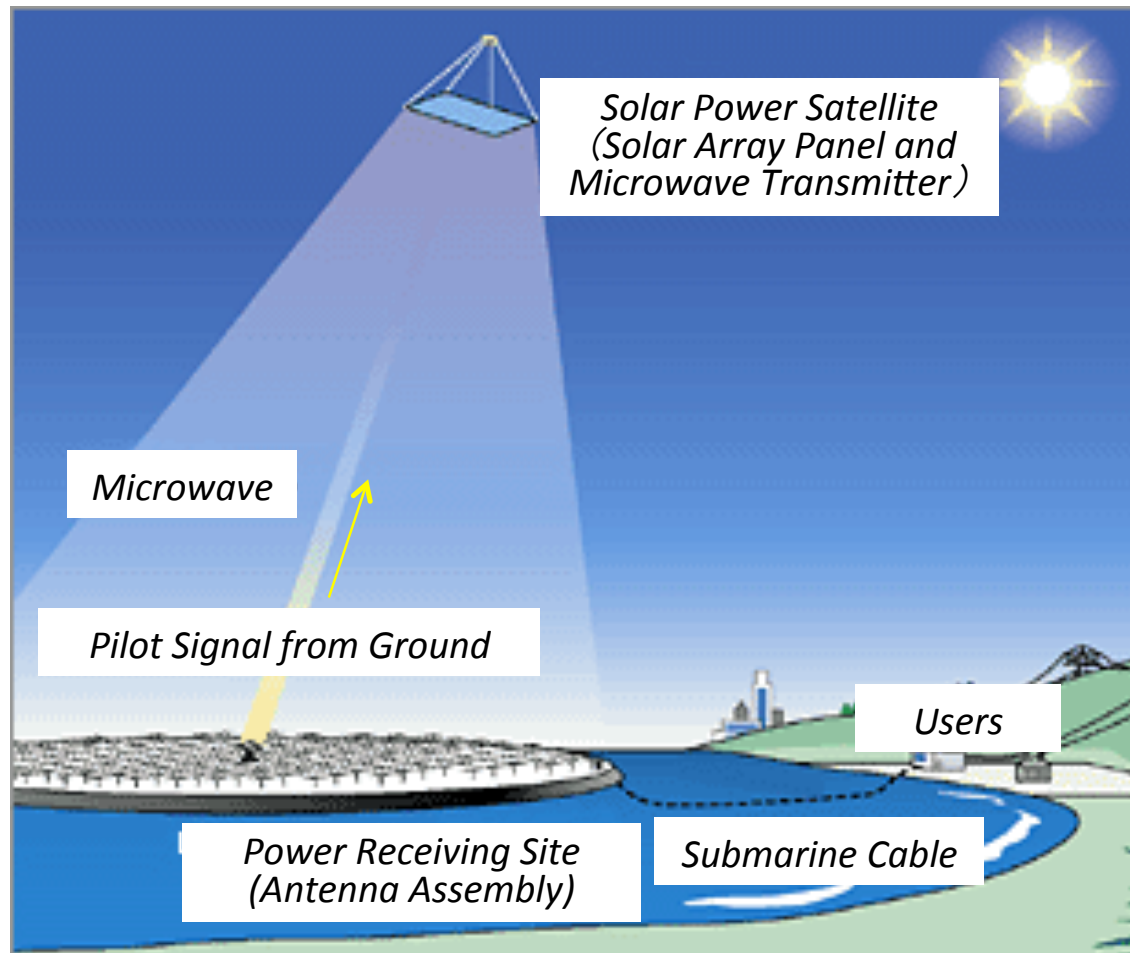 Solar Power Satellite
（Solar Array Panel and
Microwave Transmitter）
Microwave
Pilot Signal from Ground
Users
Power Receiving Site
(Antenna Assembly)
Submarine Cable